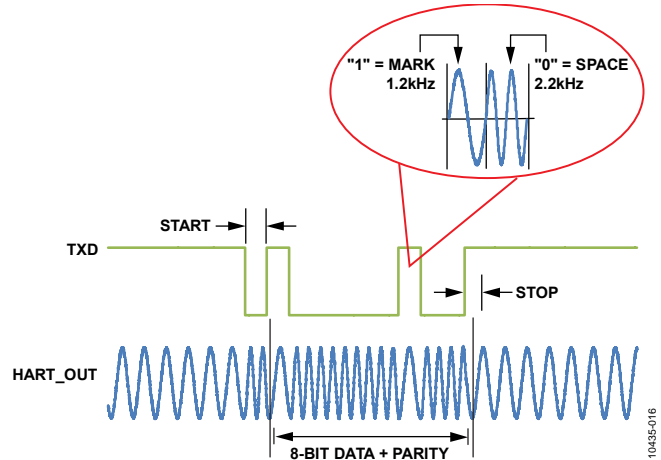 "1" = MARK
1.2kHz
"0" = SPACE
2.2kHz
START
TXD
STOP
HART_OUT
8-BIT DATA + PARITY
10435-016